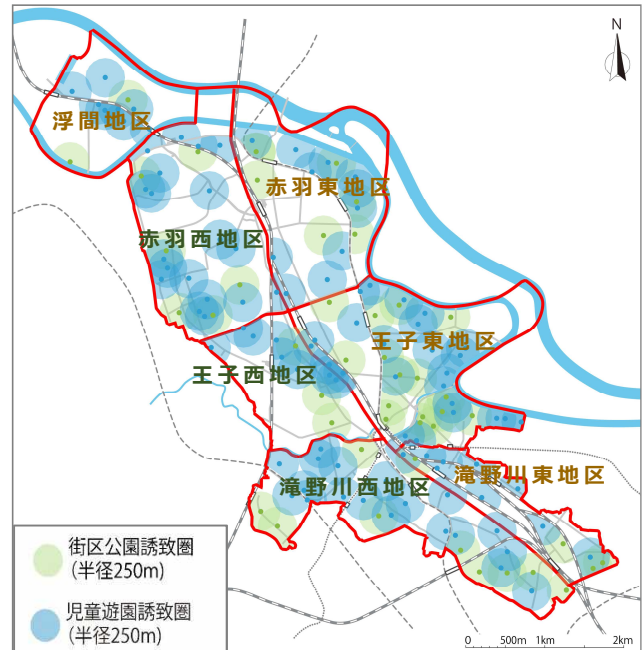 N
浮間地区
赤羽東地区
赤羽西地区
王子東地区
王子西地区
滝野川東地区
滝野川西地区
街区公園誘致圏
(半径250m)
児童遊園誘致圏
(半径250m)
0 500m 1km 2km